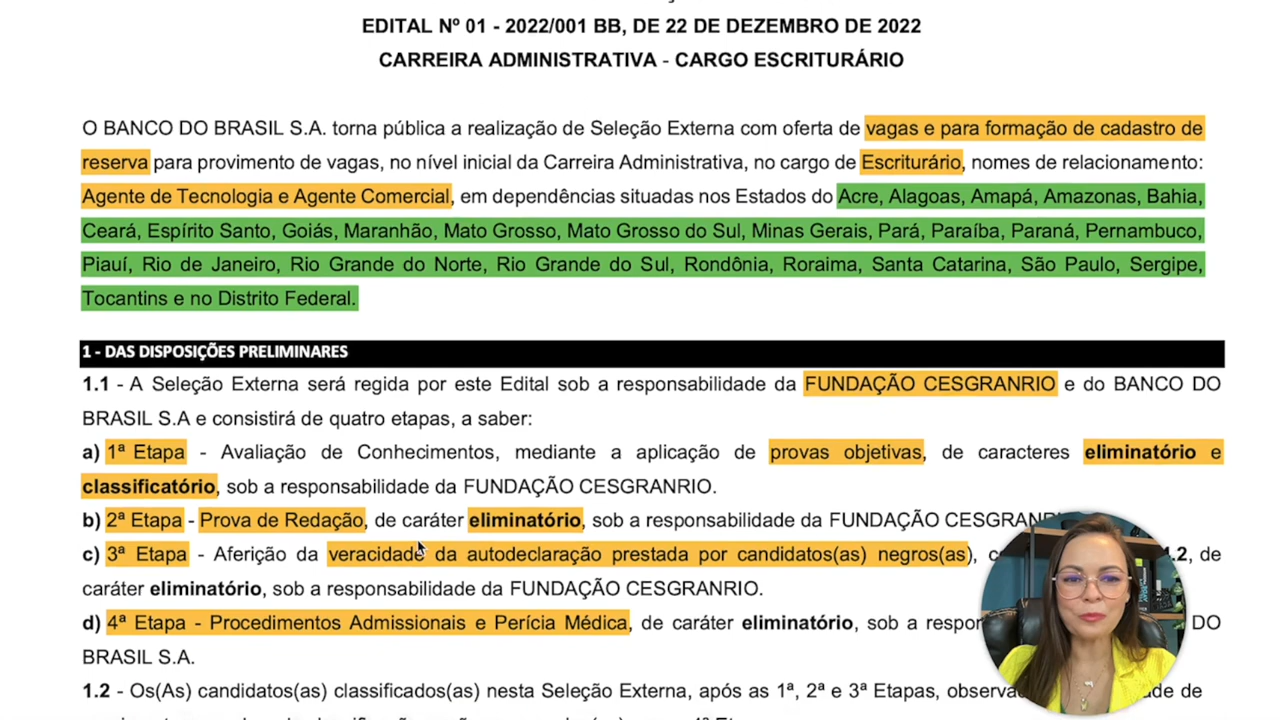 EDITAL Nº 01 - 2022/001 BB, DE 22 DE DEZEMBRO DE 2022
CARREIRA ADMINISTRATIVA - CARGO ESCRITURÁRIO
O BANCO DO BRASIL S.A. torna pública a realização de Seleção Externa com oferta de vagas e para formação de cadastro de
reserva para provimento de vagas, no nível inicial da Carreira Administrativa, no cargo de Escriturário, nomes de relacionamento:
Agente de Tecnologia e Agente Comercial, em dependências situadas nos Estados do Acre, Alagoas, Amapá, Amazonas, Bahia,
Ceará, Espírito Santo, Goiás, Maranhão, Mato Grosso, Mato Grosso do Sul, Minas Gerais, Pará, Paraíba, Paraná, Pernambuco,
Piauí, Rio de Janeiro, Rio Grande do Norte, Rio Grande do Sul, Rondônia, Roraima, Santa Catarina, São Paulo, Sergipe,
Tocantins e no Distrito Federal.
1 - DAS DISPOSIÇÕES PRELIMINARES
1.1 - A Seleção Externa será regida por este Edital sob a responsabilidade da FUNDAÇÃO CESGRANRIO e do BANCO DO
BRASIL S.A e consistirá de quatro etapas, a saber:
a) 1ª Etapa - Avaliação de Conhecimentos, mediante a aplicação de provas objetivas, de caracteres eliminatório e
classificatório, sob a responsabilidade da FUNDAÇÃO CESGRANRIO.
b) 2ª Etapa - Prova de Redação, de caráter eliminatório, sob a responsabilidade da FUNDAÇÃO
c) 3ª Etapa - Aferição da veracidade da autodeclaração prestada por candidatos(as) negros(as), de
caráter eliminatório, sob a responsabilidade da FUNDAÇÃO CESGRANRIO.
d) 4ª Etapa - Procedimentos Admissionais e Perícia Médica, de caráter eliminatório, sob a DO
BRASIL S.A.
1.2 - Os(As) candidatos(as) classificados(as) nesta Seleção Externa, após as 1ª, 2ª e 3ª Etapas, de